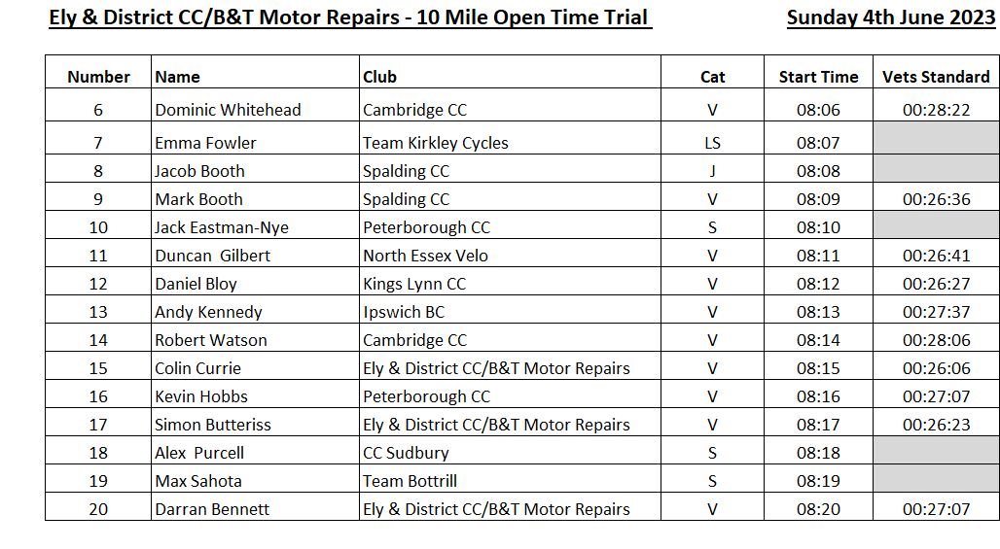 Ely & District CC/B&T Motor Repairs - 10 Mile Open Time Trial Sunday 4th June 2023
Number Name Club Cat Start Time Vets Standard
6 Dominic Whitehead Cambridge CC V 08:06 00:28:22
7 Emma Fowler Team Kirkley Cycles LS 08:07
8 Jacob Booth Spalding CC J 08:08
9 Mark Booth Spalding CC V 08:09 00:26:36
10 Jack Eastman-Nye Peterborough CC S 08:10
11 Duncan  Gilbert North Essex Velo V 08:11 00:26:41
12 Daniel Bloy Kings Lynn CC V 08:12 00:26:27
13 Andy Kennedy Ipswich BC V 08:13 00:27:37
14 Robert Watson Cambridge CC V 08:14 00:28:06
15 Colin Currie Ely & District CC/B&T Motor Repairs V 08:15 00:26:06
16 Kevin Hobbs Peterborough CC V 08:16 00:27:07
17 Simon Butteriss Ely & District CC/B&T Motor Repairs V 08:17 00:26:23
18 Alex  Purcell CC Sudbury S 08:18
19 Max Sahota Team Bottrill S 08:19
20 Darran Bennett Ely & District CC/B&T Motor Repairs V 08:20 00:27:07